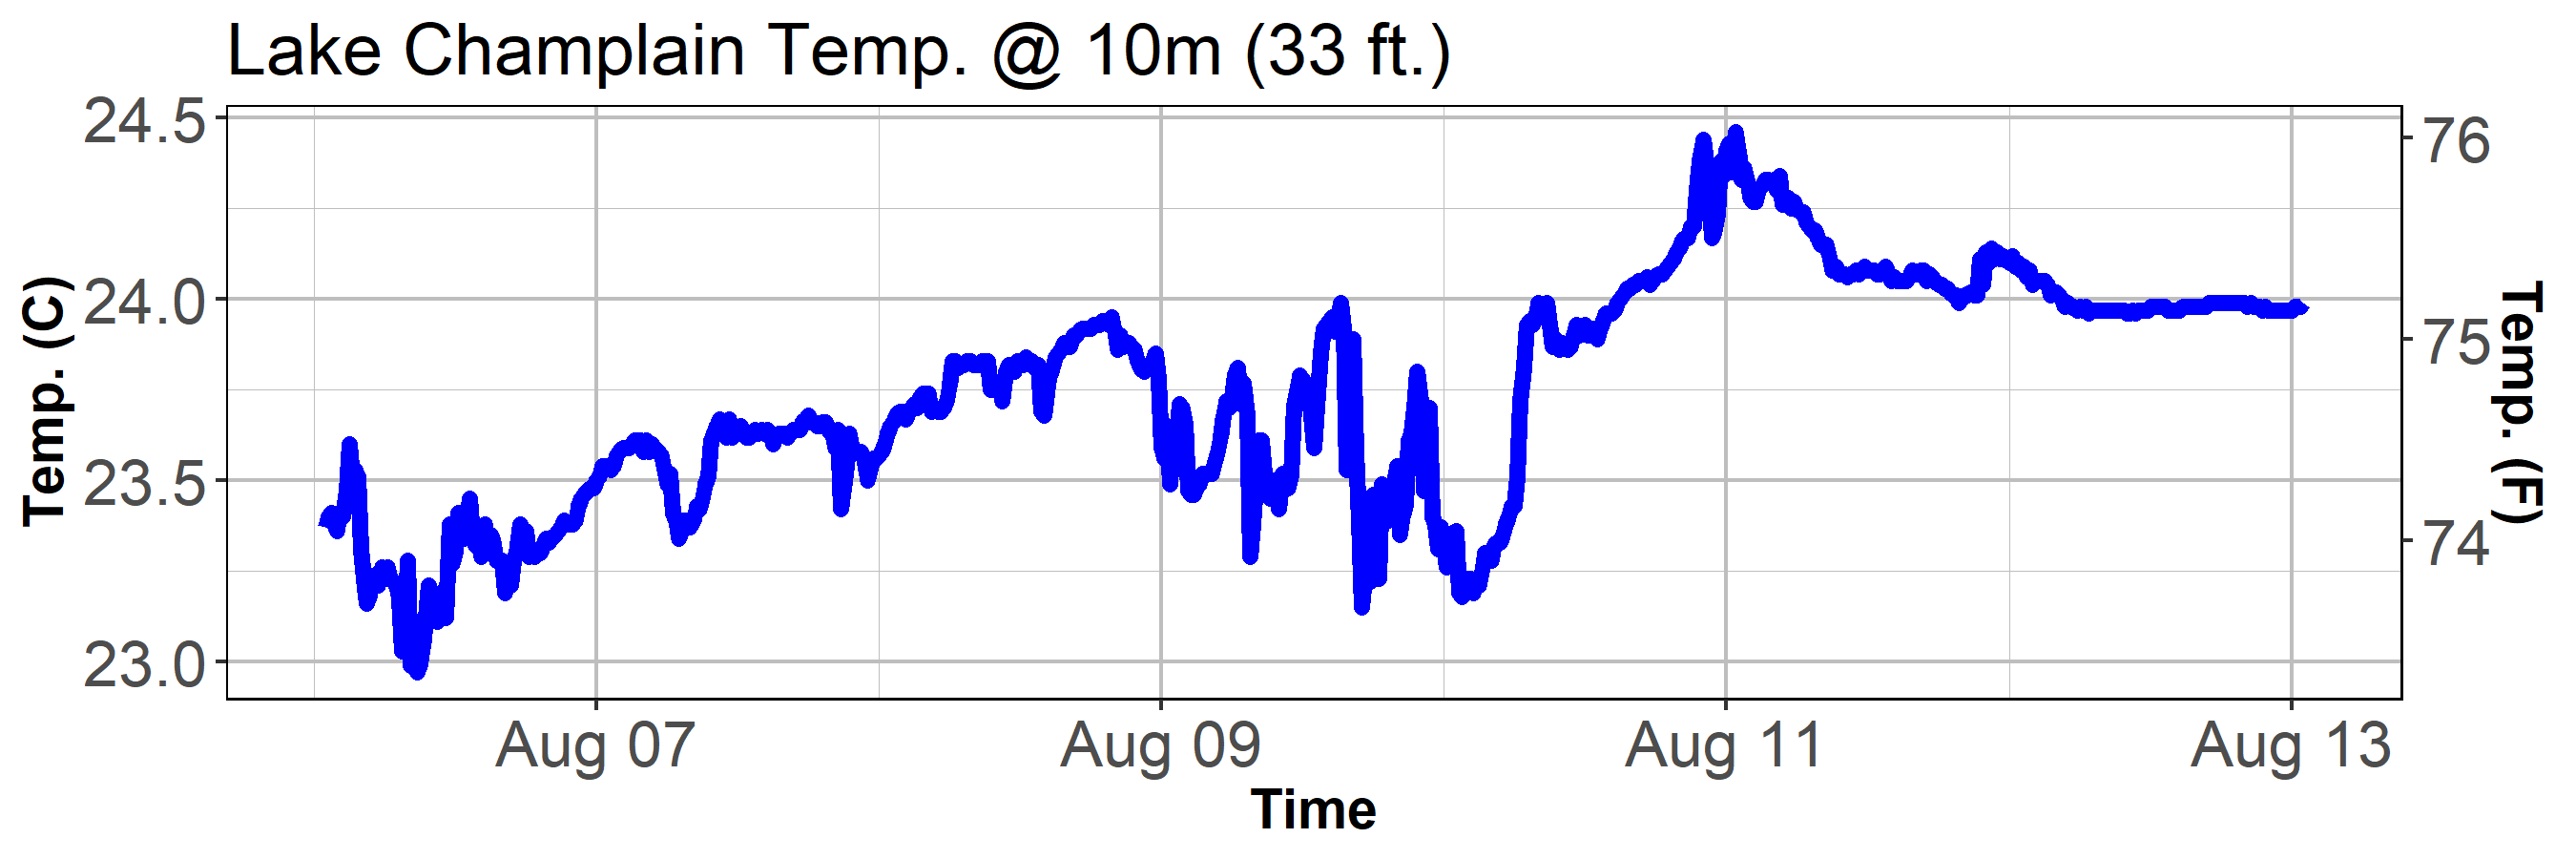 Lake Champlain Temp. @ 10m (33 ft.)
Temp. (C)
24.5
24.0
23.5
23.0
76
75
74
Temp. (F)
Aug 07 Aug 09 Aug 11 Aug 13
Time